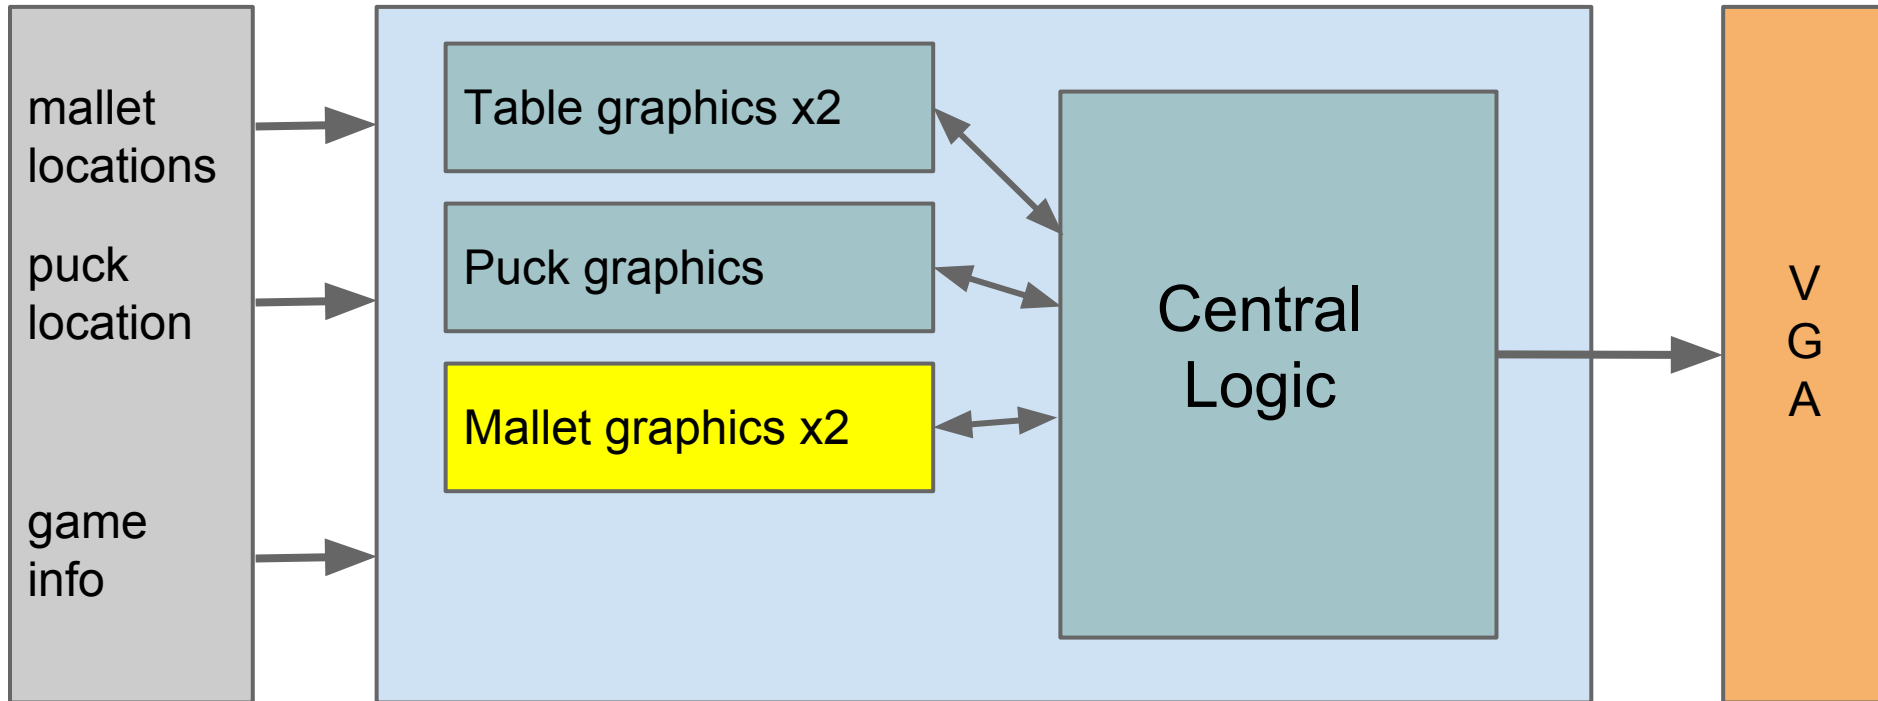 mallet
locations
puck
location
game
info
Table graphics x2
Puck graphics
Mallet graphics x2
Central
Logic
V
G
A